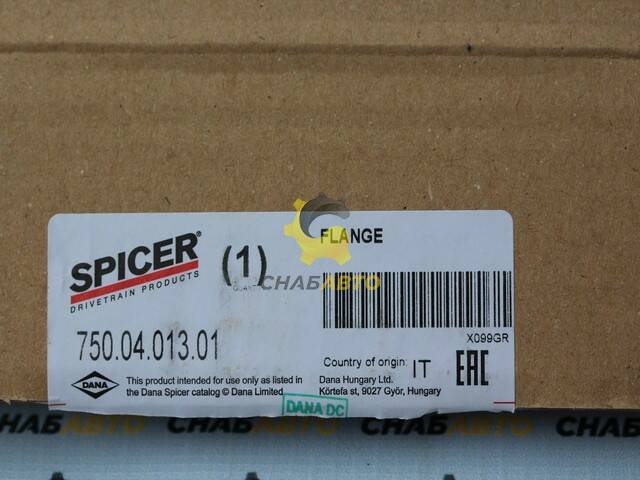 SPICER®
DRIVETRAIN PRODUCTS
(1)
FLANGE
СНАБАВТО
750.04.013.01
X099GR
Country of origin: IT
EAC
DANA
This product intended for use only as listed in
the Dana Spicer catalog © Dana Limited
Dana Hungary Ltd.
Körtefa st, 9027 Győr, Hungary
DANA DC
СНАБАВТО
СНАБАВТО
СНАБАВТО
СНАБАВТО